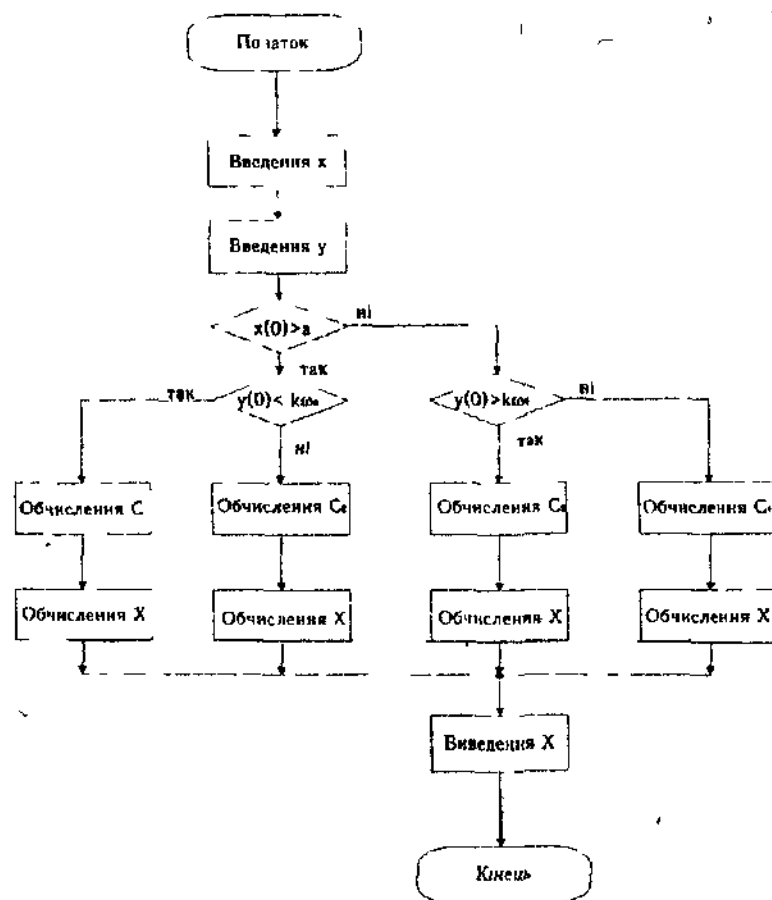 Початок
Введення x
Введення y
x(0)>a
ні
так
так
y(0)<
ні
y(0)>
ні
так
Обчислення C
Обчислення C
Обчислення C
Обчислення C
Обчислення X
Обчислення X
Обчислення X
Обчислення X
Виведення X
Кінець